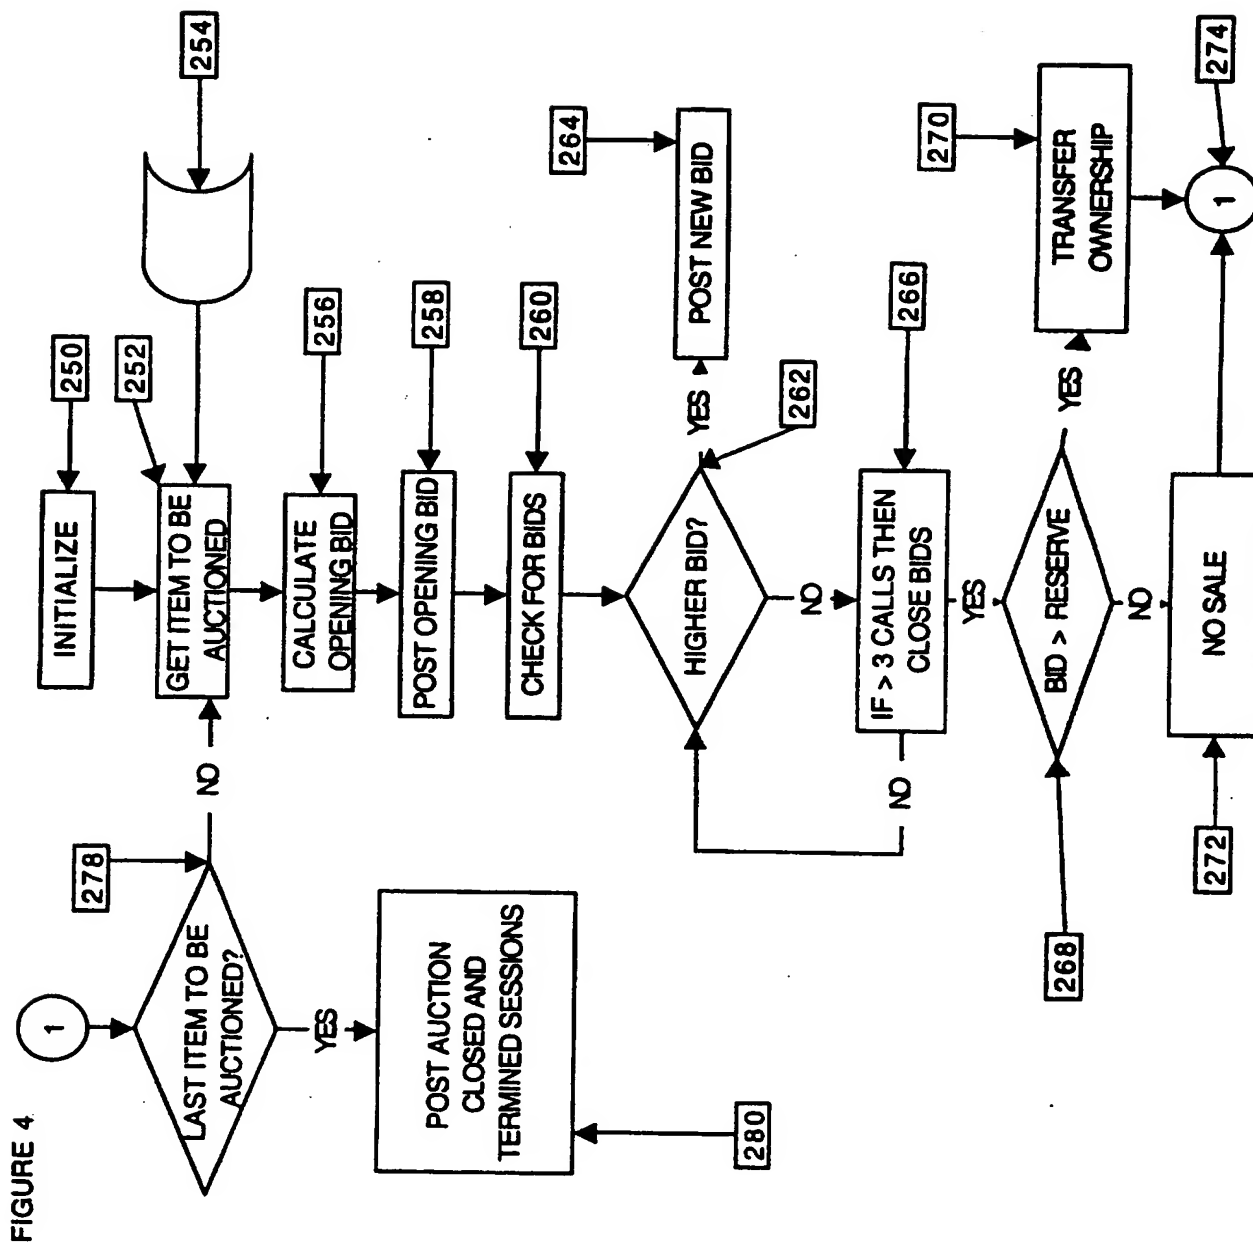 FIGURE 4
1
LAST ITEM TO BE
AUCTIONED?
278
NO
YES
POST AUCTION
CLOSED AND
TERMINED SESSIONS
280
INITIALIZE
250
GET ITEM TO BE
AUCTIONED
252
254
CALCULATE
OPENING BID
256
POST OPENING BID
258
CHECK FOR BIDS
260
HIGHER BID?
262
YES
POST NEW BID
264
NO
IF > 3 CALLS THEN
CLOSE BIDS
266
NO
YES
BID > RESERVE
268
YES
TRANSFER
OWNERSHIP
270
NO
NO SALE
272
1
274